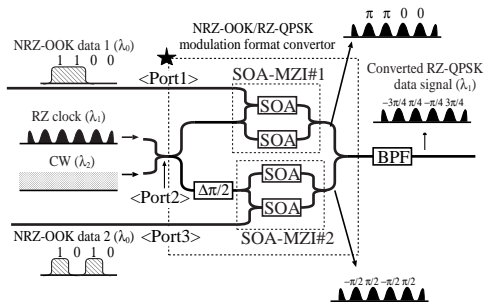 NRZ-OOK/RZ-QPSK
modulation format convertor
π π 0 0
NRZ-OOK data 1 (λ₀)
1 1 0 0
<Port1>
SOA-MZI#1
SOA
SOA
Converted RZ-QPSK
data signal (λ₁)
−3π/4 π/4 −π/4 3π/4
RZ clock (λ₁)
CW (λ₂)
<Port2>
Δπ/2
BPF
SOA
SOA
<Port3>
SOA-MZI#2
NRZ-OOK data 2 (λ₀)
1 0 1 0
−π/2 π/2 −π/2 π/2